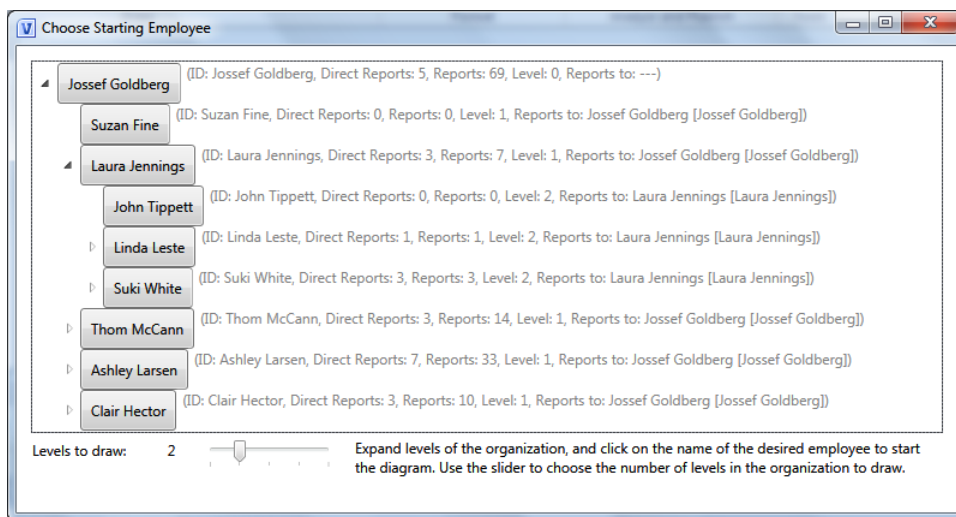 Choose Starting Employee
Jossef Goldberg (ID: Jossef Goldberg, Direct Reports: 5, Reports: 69, Level: 0, Reports to: ---)
Suzan Fine (ID: Suzan Fine, Direct Reports: 0, Reports: 0, Level: 1, Reports to: Jossef Goldberg [Jossef Goldberg])
Laura Jennings (ID: Laura Jennings, Direct Reports: 3, Reports: 7, Level: 1, Reports to: Jossef Goldberg [Jossef Goldberg])
John Tippett (ID: John Tippett, Direct Reports: 0, Reports: 0, Level: 2, Reports to: Laura Jennings [Laura Jennings])
Linda Leste (ID: Linda Leste, Direct Reports: 1, Reports: 1, Level: 2, Reports to: Laura Jennings [Laura Jennings])
Suki White (ID: Suki White, Direct Reports: 3, Reports: 3, Level: 2, Reports to: Laura Jennings [Laura Jennings])
Thom McCann (ID: Thom McCann, Direct Reports: 3, Reports: 14, Level: 1, Reports to: Jossef Goldberg [Jossef Goldberg])
Ashley Larsen (ID: Ashley Larsen, Direct Reports: 7, Reports: 33, Level: 1, Reports to: Jossef Goldberg [Jossef Goldberg])
Clair Hector (ID: Clair Hector, Direct Reports: 3, Reports: 10, Level: 1, Reports to: Jossef Goldberg [Jossef Goldberg])
Levels to draw: 2
Expand levels of the organization, and click on the name of the desired employee to start
the diagram. Use the slider to choose the number of levels in the organization to draw.